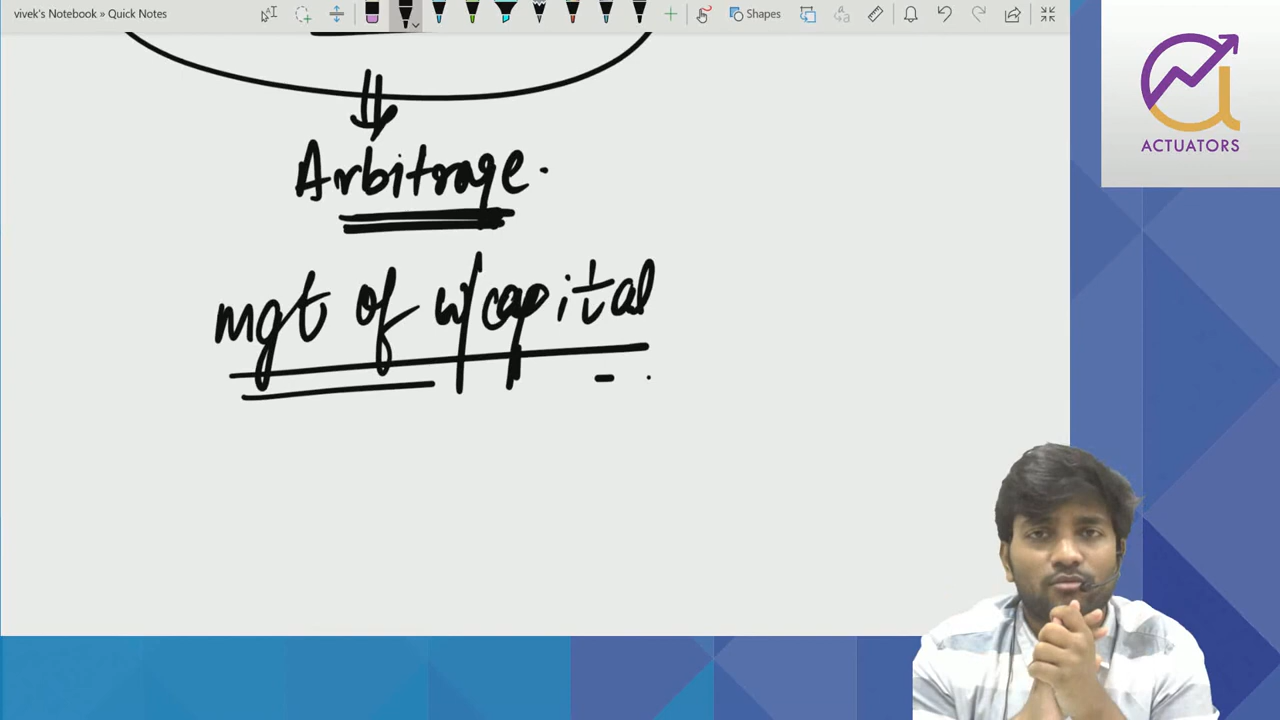 vivek's Notebook » Quick Notes
Shapes
ACTUATORS
Arbitrage.
mgt of w/capital